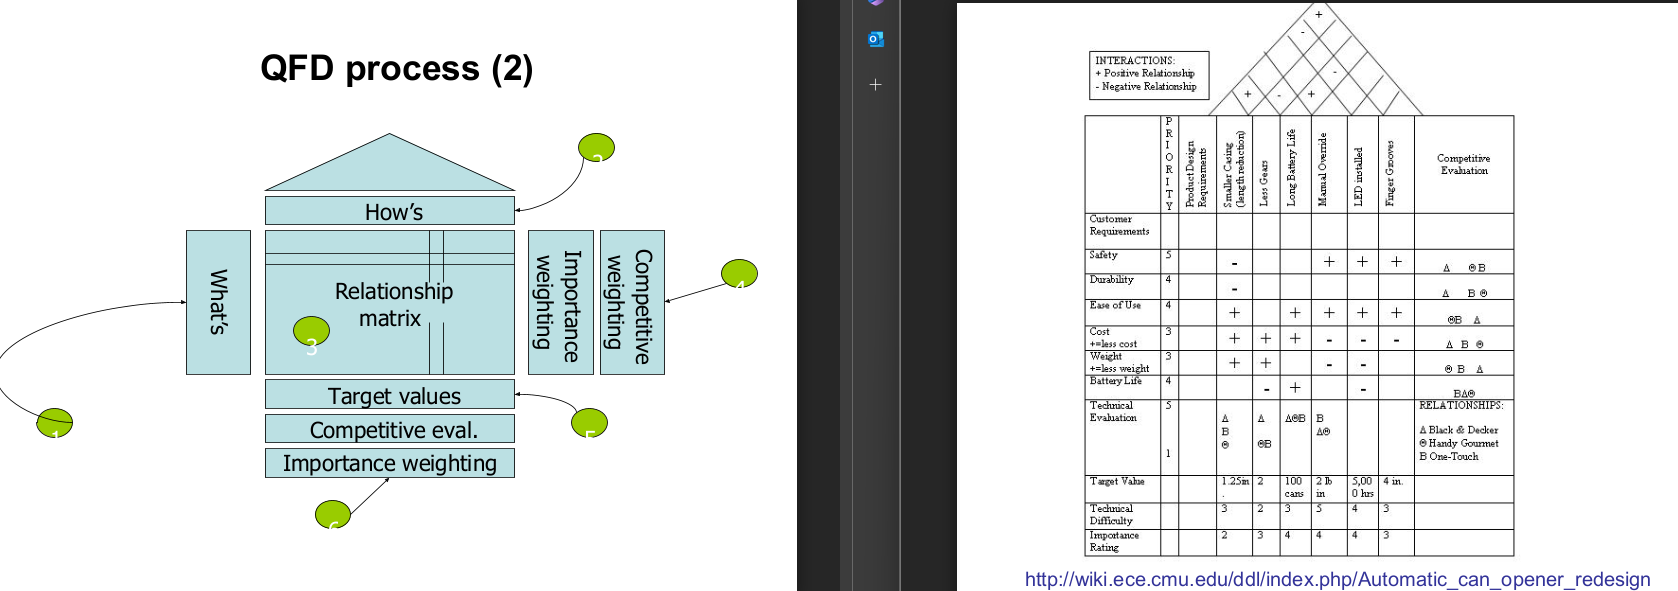 QFD process (2)
2
How's
What's
Relationship
matrix
3
Importance
weighting
Competitive
weighting
4
Target values
1
5
Competitive eval.
Importance weighting
6
+
-
INTERACTIONS:
+ Positive Relationship
- Negative Relationship
-
+ - +
PRIORITY
Product Design
Requirements
Smaller Casing
(length reduction)
Less Gears
Long Battery Life
Manual Override
LED installed
Finger Grooves
Competitive
Evaluation
Customer
Requirements
Safety 5 - + + + Δ ⊖B
Durability 4 - Δ B ⊖
Ease of Use 4 + + + + + ⊖B Δ
Cost 3 + + + - - - Δ B ⊖
+=less cost
Weight 3 + + - - ⊖ B Δ
+=less weight
Battery Life 4 - + - BΔ⊖
Technical 5 RELATIONSHIPS:
Evaluation Δ Δ Δ⊖B B
B Δ⊖ Δ Black & Decker
⊖ ⊖B ⊖ Handy Gourmet
1 B One-Touch
Target Value 1.25in 2 100 2 lb 5,00 4 in.
. cans in 0 hrs
Technical 3 2 3 5 4 3
Difficulty
Importance 2 3 4 4 4 3
Rating
http://wiki.ece.cmu.edu/ddl/index.php/Automatic_can_opener_redesign